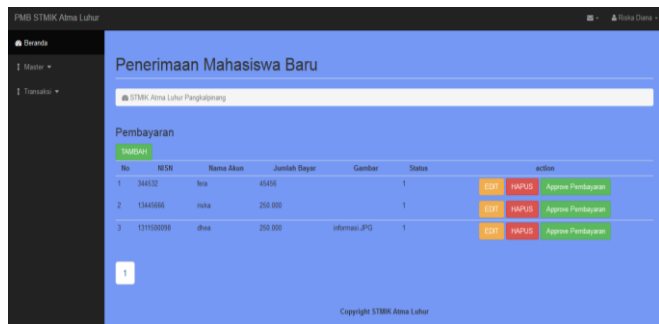 PMB STMIK Atma Luhur
Riska Diana
Beranda
Master
Transaksi
Penerimaan Mahasiswa Baru
STMIK Atma Luhur Pangkalpinang
Pembayaran
TAMBAH
No NISN Nama Akun Jumlah Bayar Gambar Status action
1 344532 45456 1 EDIT HAPUS Approve Pembayaran
2 13445666 riska 250.000 1 EDIT HAPUS Approve Pembayaran
3 1311500098 dhea 250.000 informasi.JPG 1 EDIT HAPUS Approve Pembayaran
1
Copyright STMIK Atma Luhur